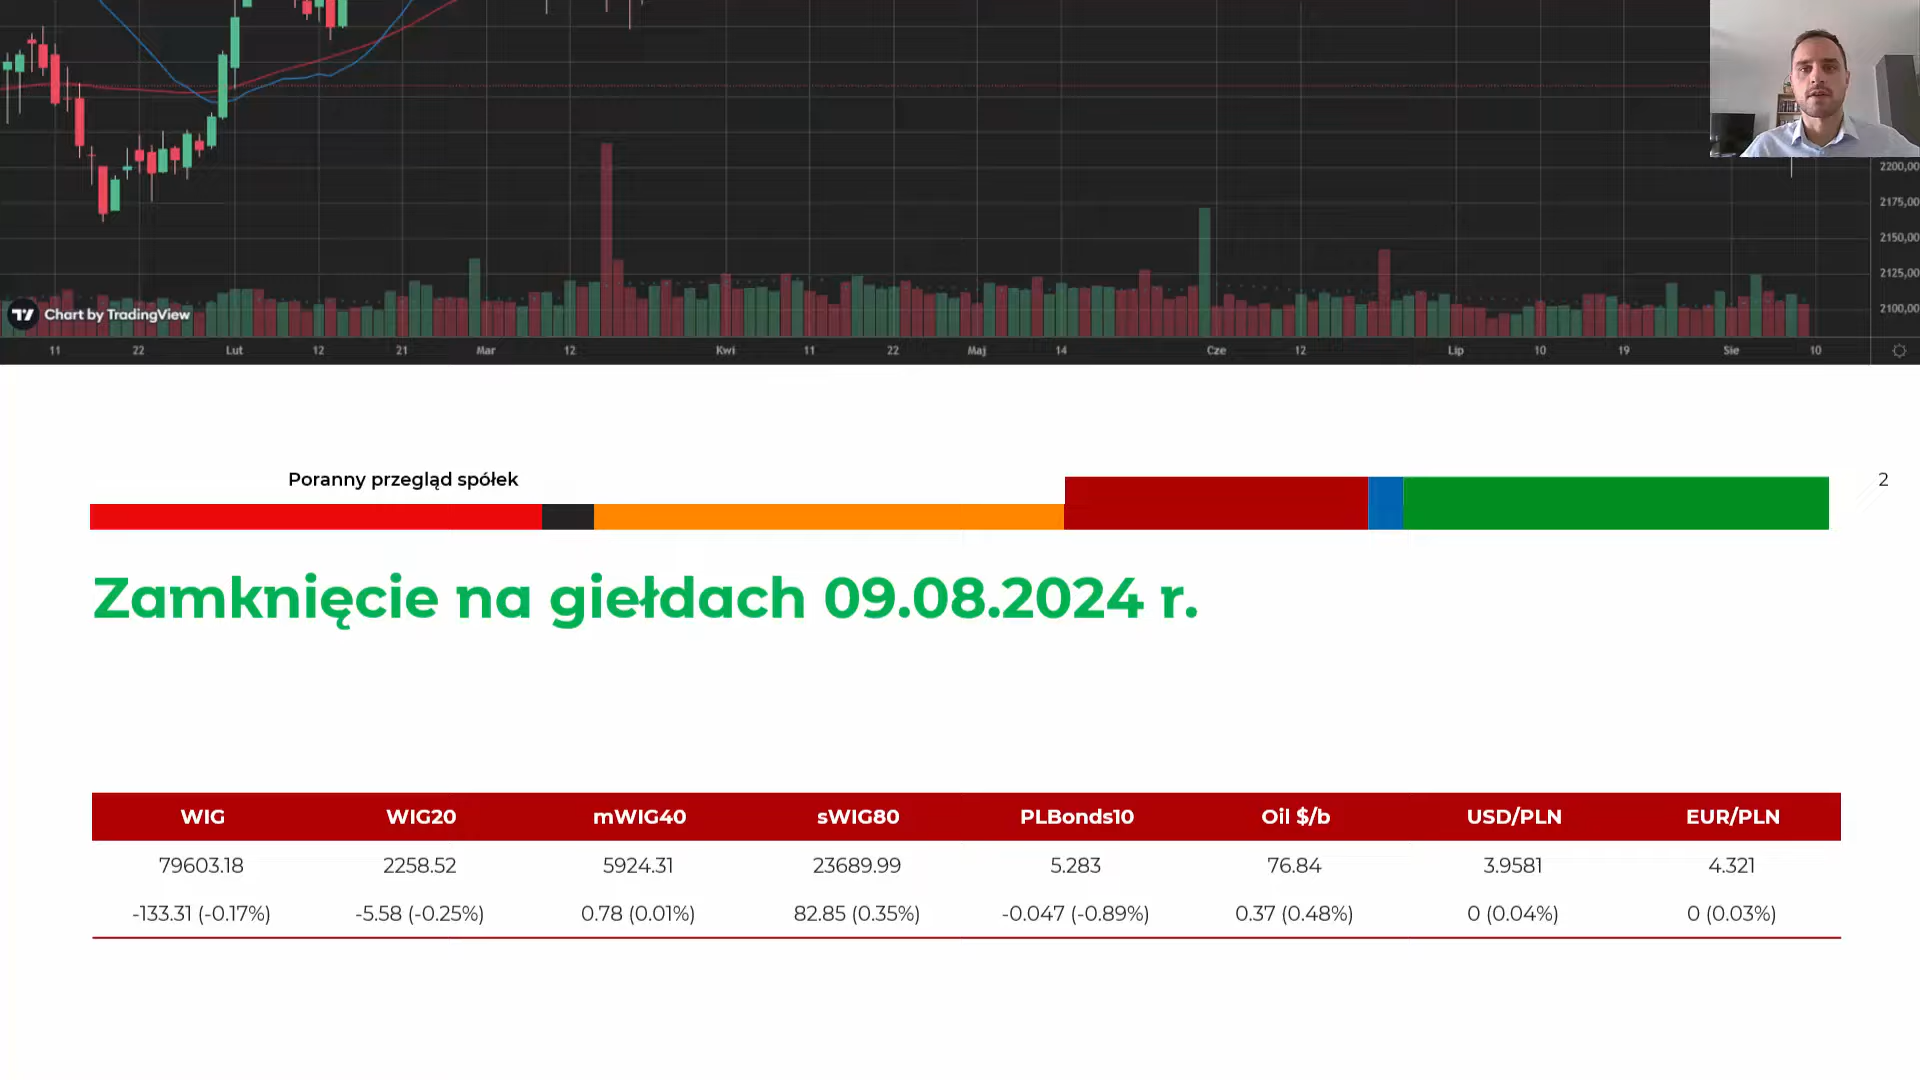 2200,00
2175,00
2150,00
2125,00
2100,00
Chart by TradingView
11 22 Lut 12 21 Mar 12 Kwi 11 22 Maj 14 Cze 12 Lip 10 19 Sie 10
Poranny przegląd spółek
2
Zamknięcie na giełdach 09.08.2024 r.
WIG WIG20 mWIG40 sWIG80 PLBonds10 Oil $/b USD/PLN EUR/PLN
79603.18 2258.52 5924.31 23689.99 5.283 76.84 3.9581 4.321
-133.31 (-0.17%) -5.58 (-0.25%) 0.78 (0.01%) 82.85 (0.35%) -0.047 (-0.89%) 0.37 (0.48%) 0 (0.04%) 0 (0.03%)